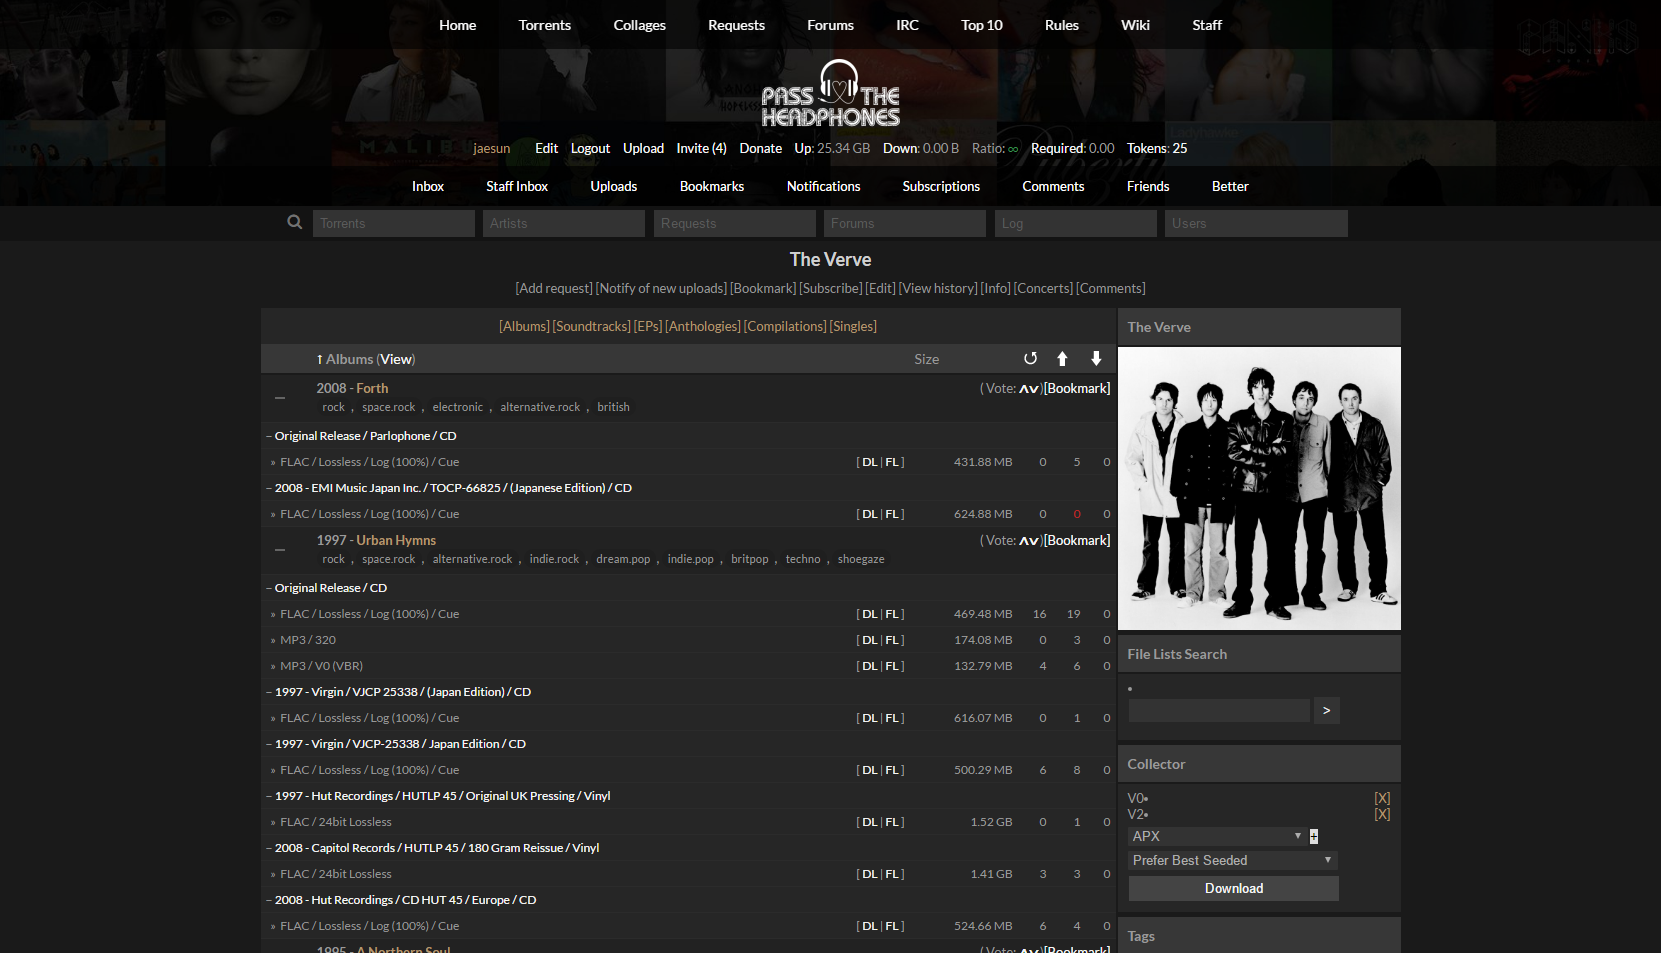 Home Torrents Collages Requests Forums IRC Top 10 Rules Wiki Staff
PASS THE
HEADPHONES
jaesun Edit Logout Upload Invite (4) Donate Up: 25.34 GB Down: 0.00 B Ratio: ∞ Required: 0.00 Tokens: 25
Inbox Staff Inbox Uploads Bookmarks Notifications Subscriptions Comments Friends Better
Torrents Artists Requests Forums Log Users
The Verve
[Add request] [Notify of new uploads] [Bookmark] [Subscribe] [Edit] [View history] [Info] [Concerts] [Comments]
[Albums] [Soundtracks] [EPs] [Anthologies] [Compilations] [Singles]
↑ Albums (View) Size
2008 - Forth (Vote: ΛV) [Bookmark]
rock , space.rock , electronic , alternative.rock , british
– Original Release / Parlophone / CD
» FLAC / Lossless / Log (100%) / Cue [ DL | FL ] 431.88 MB 0 5 0
– 2008 - EMI Music Japan Inc. / TOCP-66825 / (Japanese Edition) / CD
» FLAC / Lossless / Log (100%) / Cue [ DL | FL ] 624.88 MB 0 0 0
1997 - Urban Hymns (Vote: ΛV) [Bookmark]
rock , space.rock , alternative.rock , indie.rock , dream.pop , indie.pop , britpop , techno , shoegaze
– Original Release / CD
» FLAC / Lossless / Log (100%) / Cue [ DL | FL ] 469.48 MB 16 19 0
» MP3 / 320 [ DL | FL ] 174.08 MB 0 3 0
» MP3 / V0 (VBR) [ DL | FL ] 132.79 MB 4 6 0
– 1997 - Virgin / VJCP 25338 / (Japan Edition) / CD
» FLAC / Lossless / Log (100%) / Cue [ DL | FL ] 616.07 MB 0 1 0
– 1997 - Virgin / VJCP-25338 / Japan Edition / CD
» FLAC / Lossless / Log (100%) / Cue [ DL | FL ] 500.29 MB 6 8 0
– 1997 - Hut Recordings / HUTLP 45 / Original UK Pressing / Vinyl
» FLAC / 24bit Lossless [ DL | FL ] 1.52 GB 0 1 0
– 2008 - Capitol Records / HUTLP 45 / 180 Gram Reissue / Vinyl
» FLAC / 24bit Lossless [ DL | FL ] 1.41 GB 3 3 0
– 2008 - Hut Recordings / CD HUT 45 / Europe / CD
» FLAC / Lossless / Log (100%) / Cue [ DL | FL ] 524.66 MB 6 4 0
1995 - A Northern Soul (Vote: ΛV) [Bookmark]
The Verve
File Lists Search
>
Collector
V0• [X]
V2• [X]
APX +
Prefer Best Seeded
Download
Tags